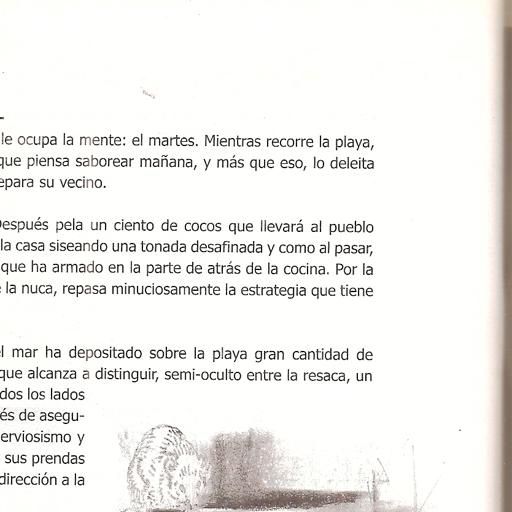 le ocupa la mente: el martes. Mientras recorre la playa,
que piensa saborear mañana, y más que eso, lo deleita
epara su vecino.
Después pela un ciento de cocos que llevará al pueblo
la casa siseando una tonada desafinada y como al pasar,
que ha armado en la parte de atrás de la cocina. Por la
la nuca, repasa minuciosamente la estrategia que tiene
l mar ha depositado sobre la playa gran cantidad de
que alcanza a distinguir, semi-oculto entre la resaca, un
dos los lados
és de asegu-
erviosismo y
sus prendas
dirección a la